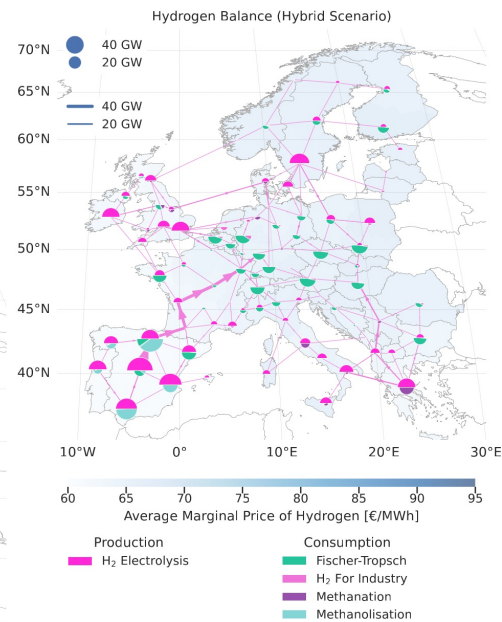 Hydrogen Balance (Hybrid Scenario)
40 GW
20 GW
40 GW
20 GW
70°N
65°N
60°N
55°N
50°N
45°N
40°N
10°W 0° 10°E 20°E 30°E
60 65 70 75 80 85 90 95
Average Marginal Price of Hydrogen [€/MWh]
Production
H₂ Electrolysis
Consumption
Fischer-Tropsch
H₂ For Industry
Methanation
Methanolisation